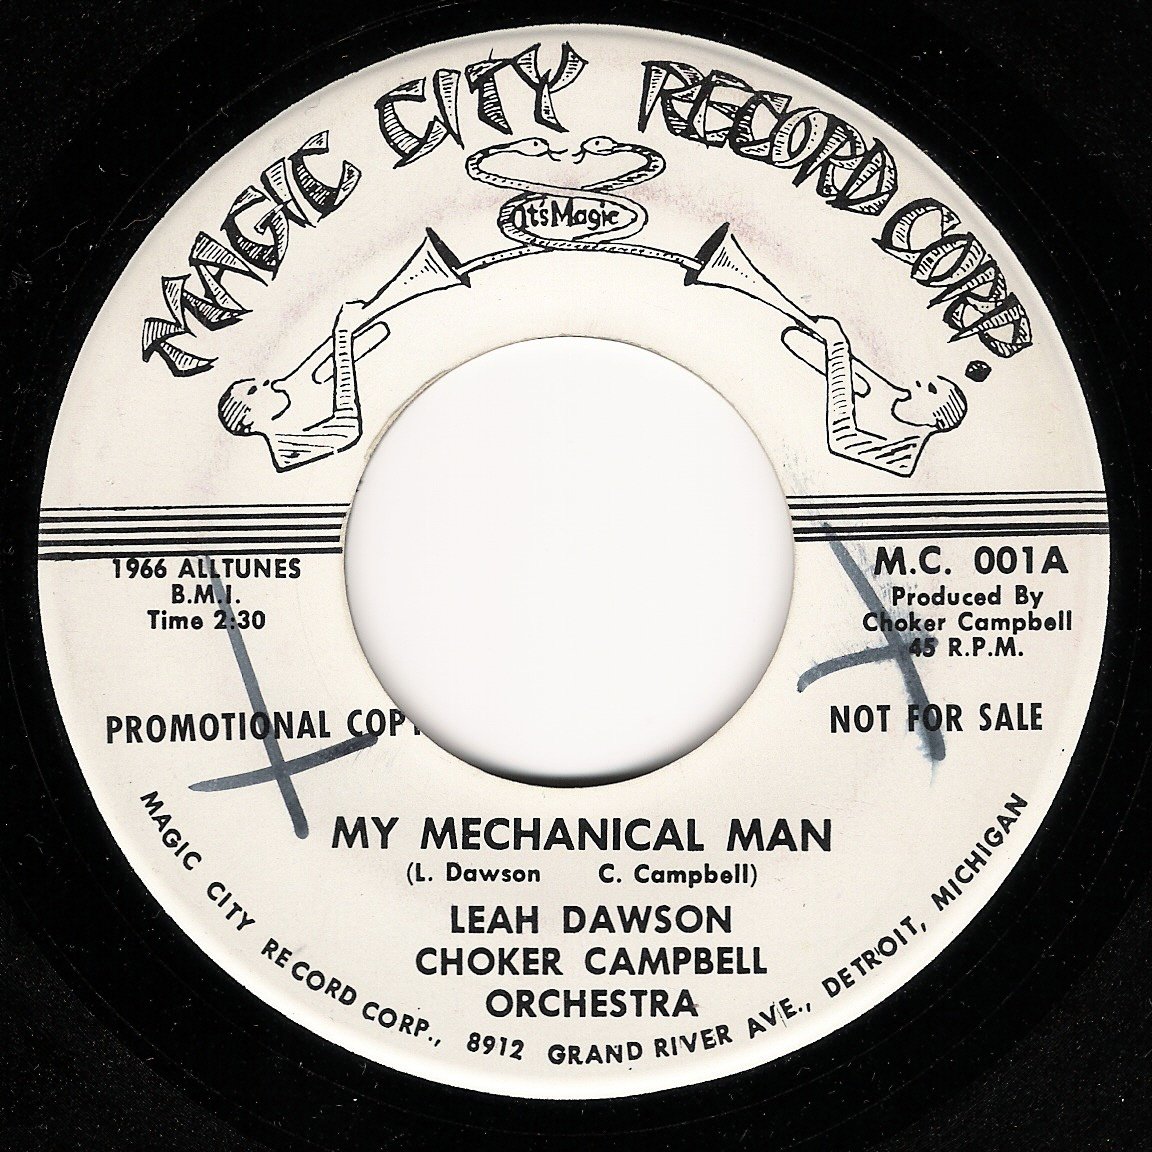 MAGIC CITY RECORD CORP.
It's Magic
1966 ALLTUNES
B.M.I.
Time 2:30
M.C. 001A
Produced By
Choker Campbell
45 R.P.M.
PROMOTIONAL COPY
NOT FOR SALE
MY MECHANICAL MAN
(L. Dawson C. Campbell)
LEAH DAWSON
CHOKER CAMPBELL
ORCHESTRA
MAGIC CITY RECORD CORP., 8912 GRAND RIVER AVE., DETROIT, MICHIGAN